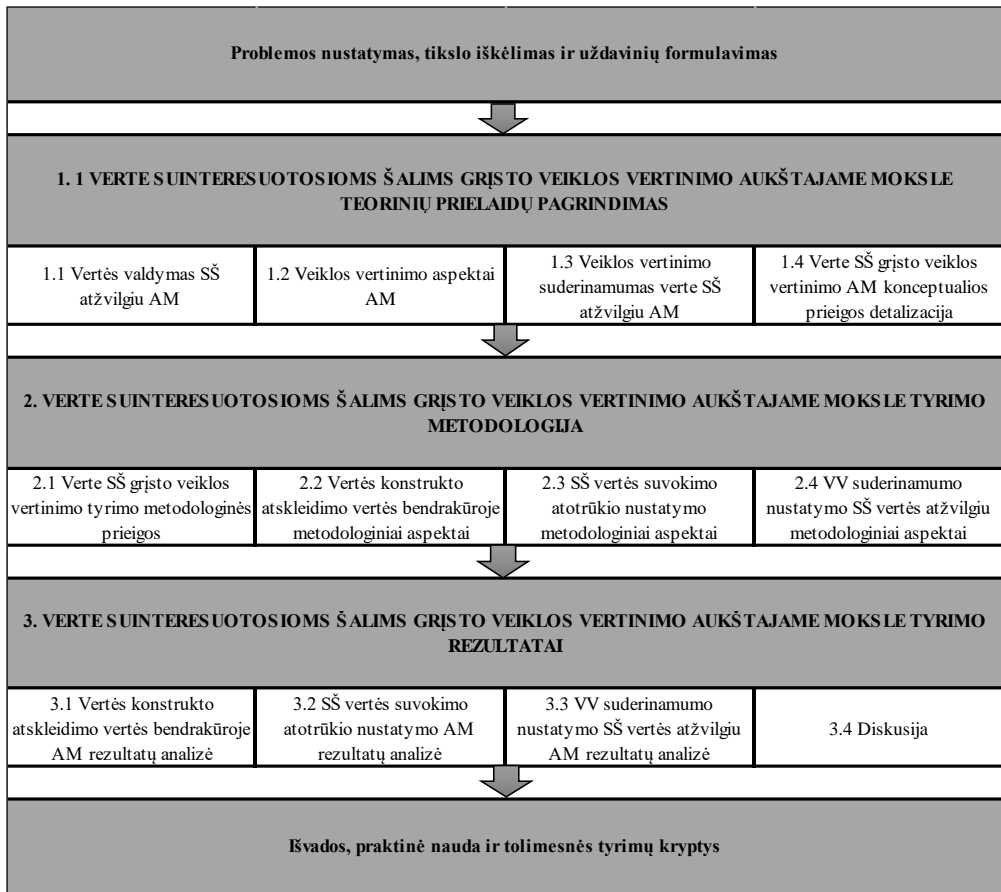 Problemos nustatymas, tikslo iškėlimas ir uždavinių formulavimas
1. 1 VERTE SUINTERESUOTOSIOMS ŠALIMS GRĮSTO VEIKLOS VERTINIMO AUKŠTAJAME MOKSLE
TEORINIŲ PRIELAIDŲ PAGRINDIMAS
1.1 Vertės valdymas SŠ
atžvilgiu AM
1.2 Veiklos vertinimo aspektai
AM
1.3 Veiklos vertinimo
suderinamumas verte SŠ
atžvilgiu AM
1.4 Verte SŠ grįsto veiklos
vertinimo AM konceptualios
prieigos detalizacija
2. VERTE SUINTERESUOTOSIOMS ŠALIMS GRĮSTO VEIKLOS VERTINIMO AUKŠTAJAME MOKSLE TYRIMO
METODOLOGIJA
2.1 Verte SŠ grįsto veiklos
vertinimo tyrimo metodologinės
prieigos
2.2 Vertės konstrukto
atskleidimo vertės bendrakūroje
metodologiniai aspektai
2.3 SŠ vertės suvokimo
atotrūkio nustatymo
metodologiniai aspektai
2.4 VV suderinamumo
nustatymo SŠ vertės atžvilgiu
metodologiniai aspektai
3. VERTE SUINTERESUOTOSIOMS ŠALIMS GRĮSTO VEIKLOS VERTINIMO AUKŠTAJAME MOKSLE TYRIMO
REZULTATAI
3.1 Vertės konstrukto
atskleidimo vertės bendrakūroje
AM rezultatų analizė
3.2 SŠ vertės suvokimo
atotrūkio nustatymo AM
rezultatų analizė
3.3 VV suderinamumo
nustatymo SŠ vertės atžvilgiu
AM rezultatų analizė
3.4 Diskusija
Išvados, praktinė nauda ir tolimesnės tyrimų kryptys